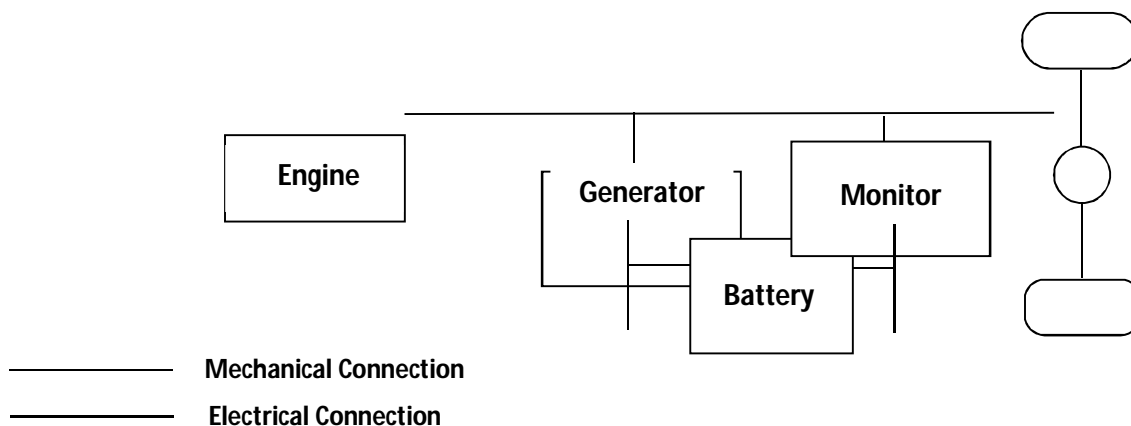 Engine
Generator
Monitor
Battery
Mechanical Connection
Electrical Connection